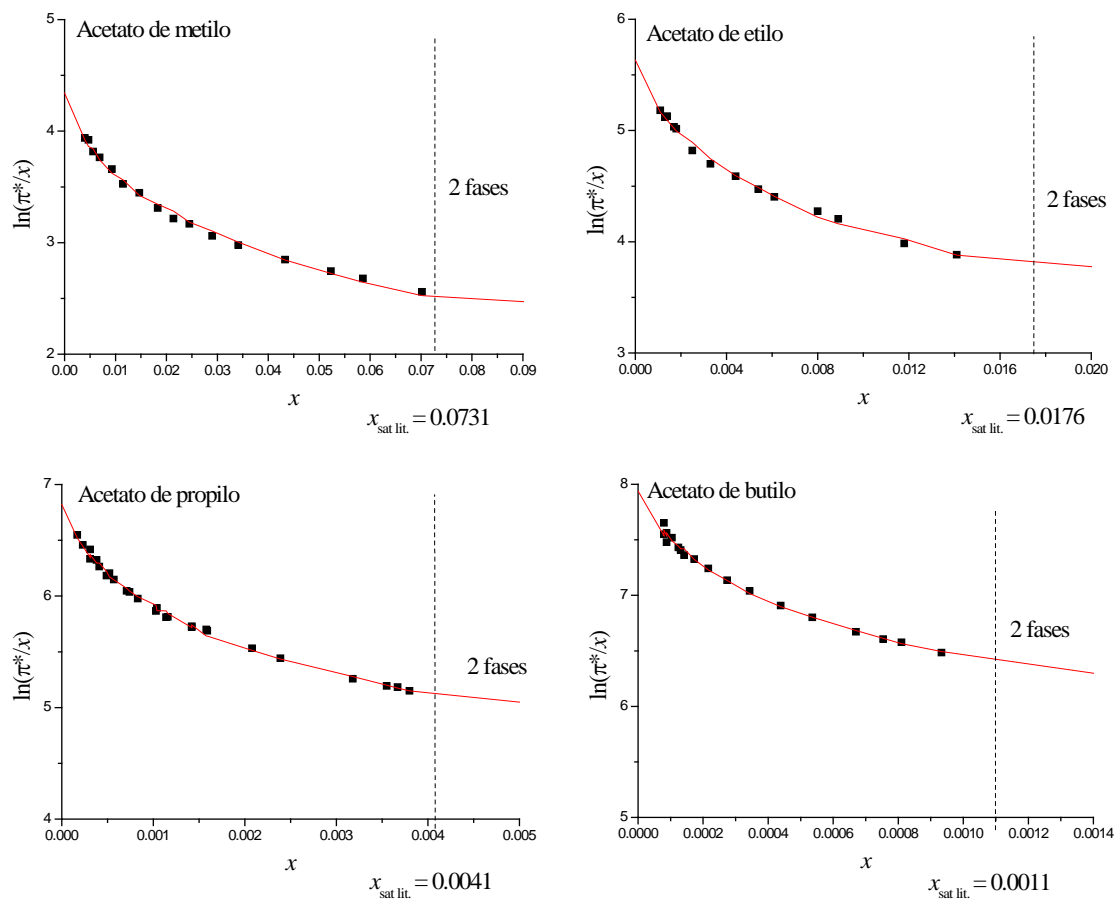 Acetato de metilo
5
4
3
2
ln(π*/x)
2 fases
0.00 0.01 0.02 0.03 0.04 0.05 0.06 0.07 0.08 0.09
x
x sat lit. = 0.0731
Acetato de etilo
6
5
4
3
ln(π*/x)
2 fases
0.000 0.004 0.008 0.012 0.016 0.020
x
x sat lit. = 0.0176
Acetato de propilo
7
6
5
4
ln(π*/x)
2 fases
0.000 0.001 0.002 0.003 0.004 0.005
x
x sat lit. = 0.0041
Acetato de butilo
8
7
6
5
ln(π*/x)
2 fases
0.0000 0.0002 0.0004 0.0006 0.0008 0.0010 0.0012 0.0014
x
x sat lit. = 0.0011